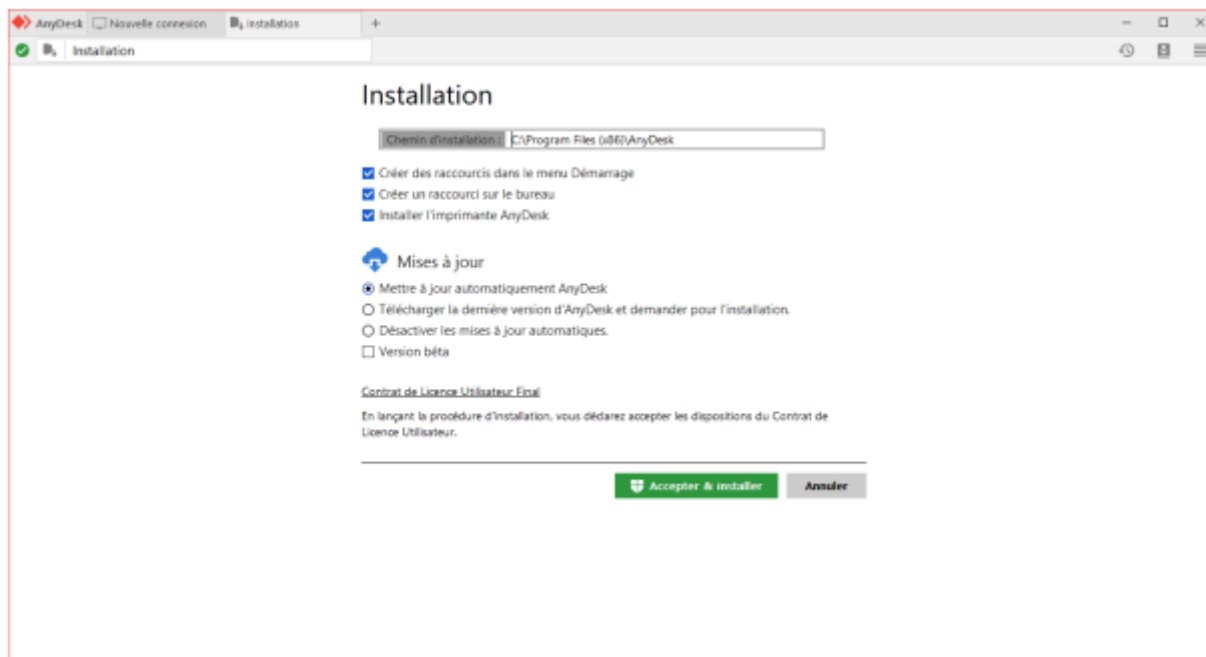 AnyDesk Nouvelle connexion Installation +
Installation
Installation
Chemin d'installation : C:\Program Files (x86)\AnyDesk
Créer des raccourcis dans le menu Démarrage
Créer un raccourci sur le bureau
Installer l'imprimante AnyDesk
Mises à jour
Mettre à jour automatiquement AnyDesk
Télécharger la dernière version d'AnyDesk et demander pour l'installation.
Désactiver les mises à jour automatiques.
Version bêta
Contrat de Licence Utilisateur Final
En lançant la procédure d'installation, vous déclarez accepter les dispositions du Contrat de
Licence Utilisateur.
Accepter & installer Annuler